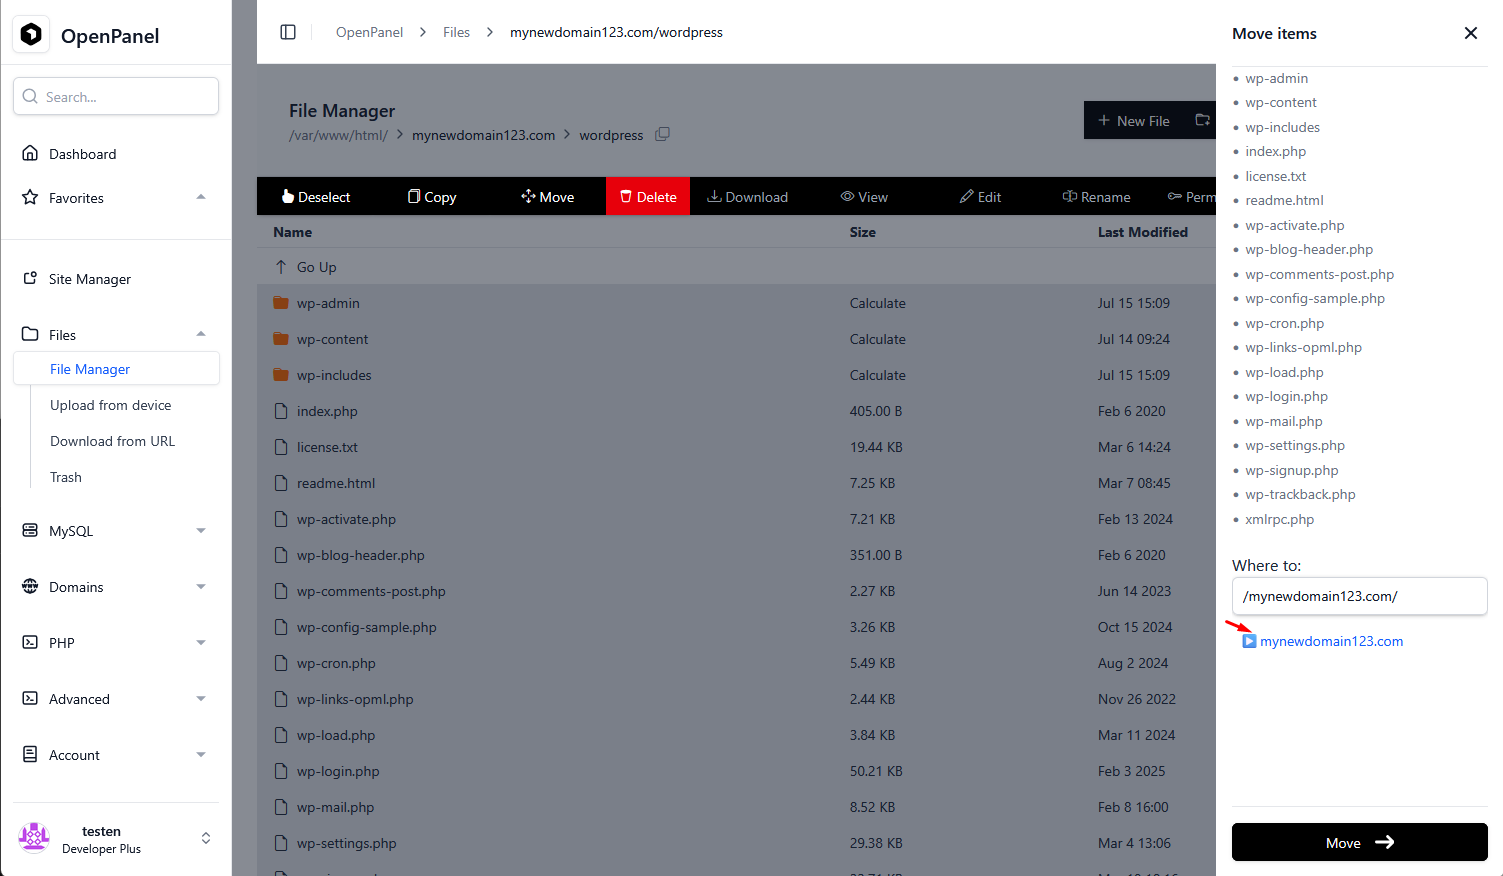 OpenPanel
Search...
Dashboard
Favorites
Site Manager
Files
File Manager
Upload from device
Download from URL
Trash
MySQL
Domains
PHP
Advanced
Account
testen
Developer Plus
OpenPanel > Files > mynewdomain123.com/wordpress
File Manager
/var/www/html/ > mynewdomain123.com > wordpress
New File
Deselect Copy Move Delete Download View Edit Rename Perm
Name Size Last Modified
Go Up
wp-admin Calculate Jul 15 15:09
wp-content Calculate Jul 14 09:24
wp-includes Calculate Jul 15 15:09
index.php 405.00 B Feb 6 2020
license.txt 19.44 KB Mar 6 14:24
readme.html 7.25 KB Mar 7 08:45
wp-activate.php 7.21 KB Feb 13 2024
wp-blog-header.php 351.00 B Feb 6 2020
wp-comments-post.php 2.27 KB Jun 14 2023
wp-config-sample.php 3.26 KB Oct 15 2024
wp-cron.php 5.49 KB Aug 2 2024
wp-links-opml.php 2.44 KB Nov 26 2022
wp-load.php 3.84 KB Mar 11 2024
wp-login.php 50.21 KB Feb 3 2025
wp-mail.php 8.52 KB Feb 8 16:00
wp-settings.php 29.38 KB Mar 4 13:06
Move items
• wp-admin
• wp-content
• wp-includes
• index.php
• license.txt
• readme.html
• wp-activate.php
• wp-blog-header.php
• wp-comments-post.php
• wp-config-sample.php
• wp-cron.php
• wp-links-opml.php
• wp-load.php
• wp-login.php
• wp-mail.php
• wp-settings.php
• wp-signup.php
• wp-trackback.php
• xmlrpc.php
Where to:
/mynewdomain123.com/
mynewdomain123.com
Move